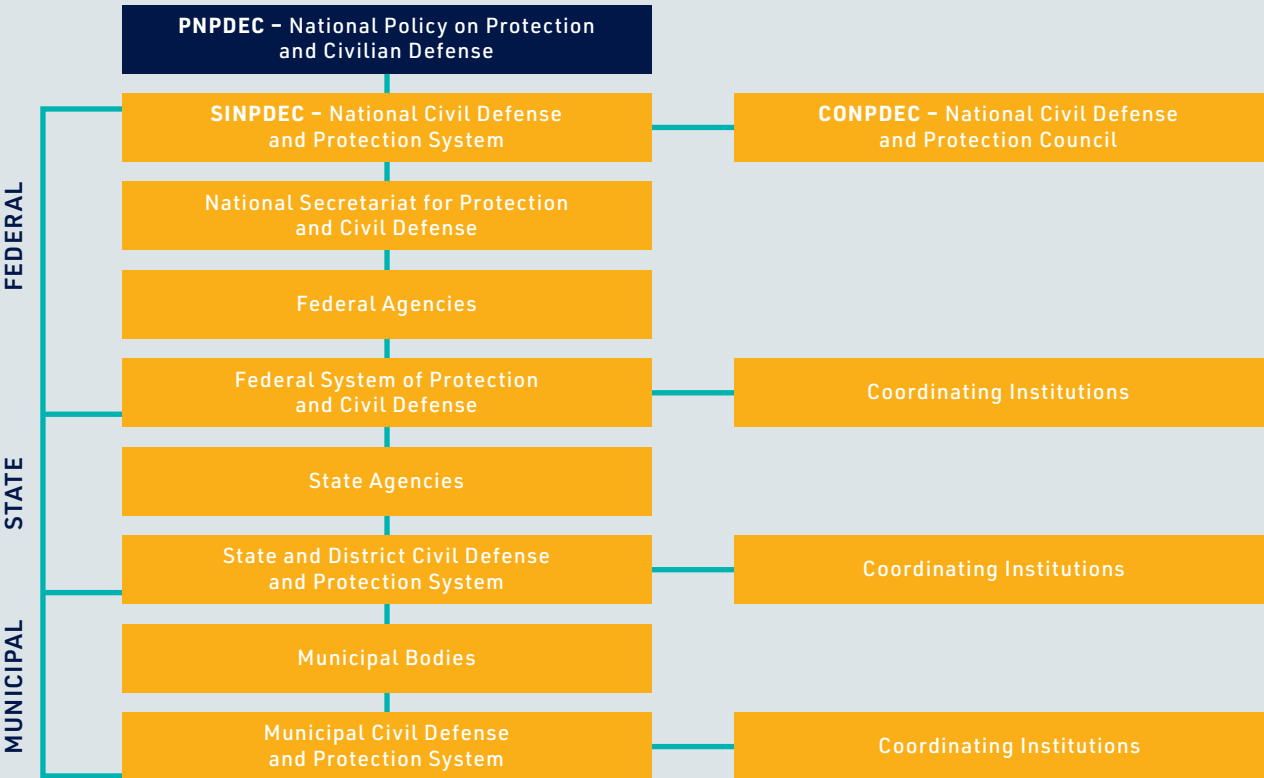 PNPDEC – National Policy on Protection
and Civilian Defense
FEDERAL
SINPDEC – National Civil Defense
and Protection System
CONPDEC – National Civil Defense
and Protection Council
National Secretariat for Protection
and Civil Defense
Federal Agencies
Federal System of Protection
and Civil Defense
Coordinating Institutions
STATE
State Agencies
State and District Civil Defense
and Protection System
Coordinating Institutions
MUNICIPAL
Municipal Bodies
Municipal Civil Defense
and Protection System
Coordinating Institutions